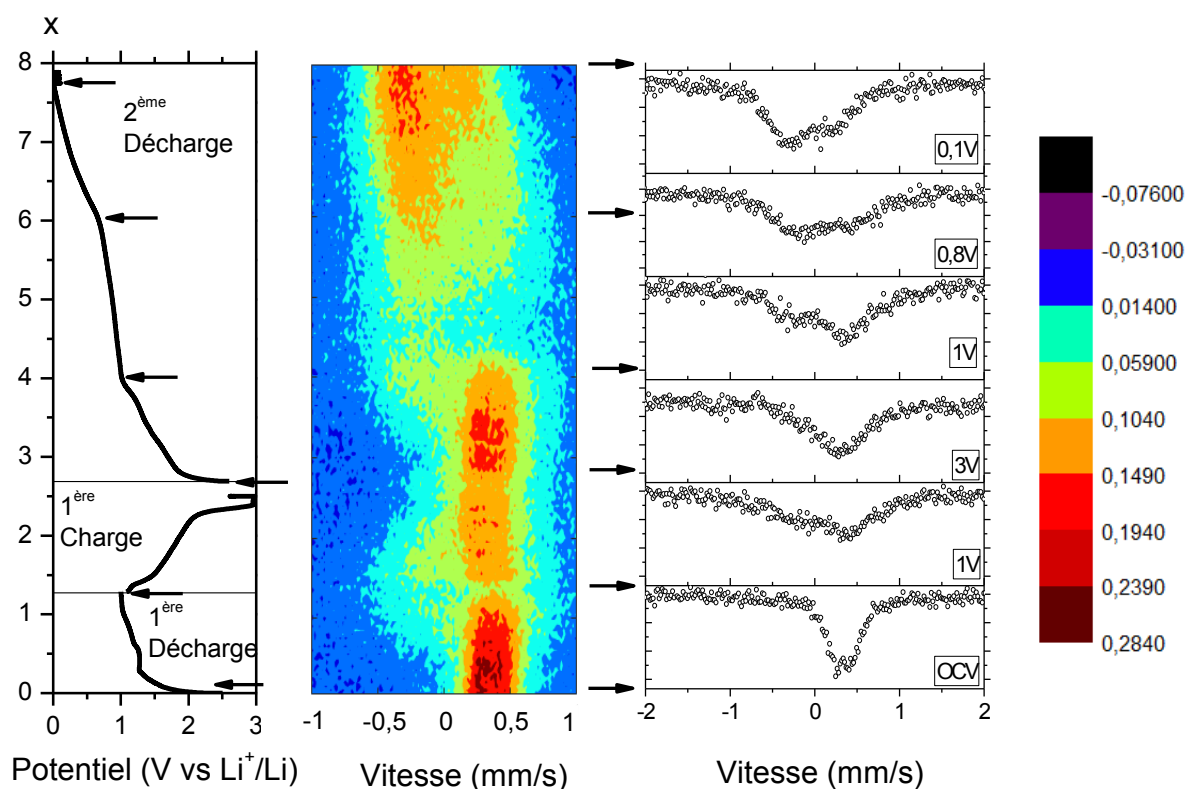 x
8
7
6
5
4
3
2
1
0
2ème
Décharge
1ère
Charge
1ère
Décharge
0 1 2 3
Potentiel (V vs Li+/Li)
-1 -0,5 0 0,5 1
Vitesse (mm/s)
0,1V
0,8V
1V
3V
1V
OCV
-2 -1 0 1 2
Vitesse (mm/s)
-0,07600
-0,03100
0,01400
0,05900
0,1040
0,1490
0,1940
0,2390
0,2840